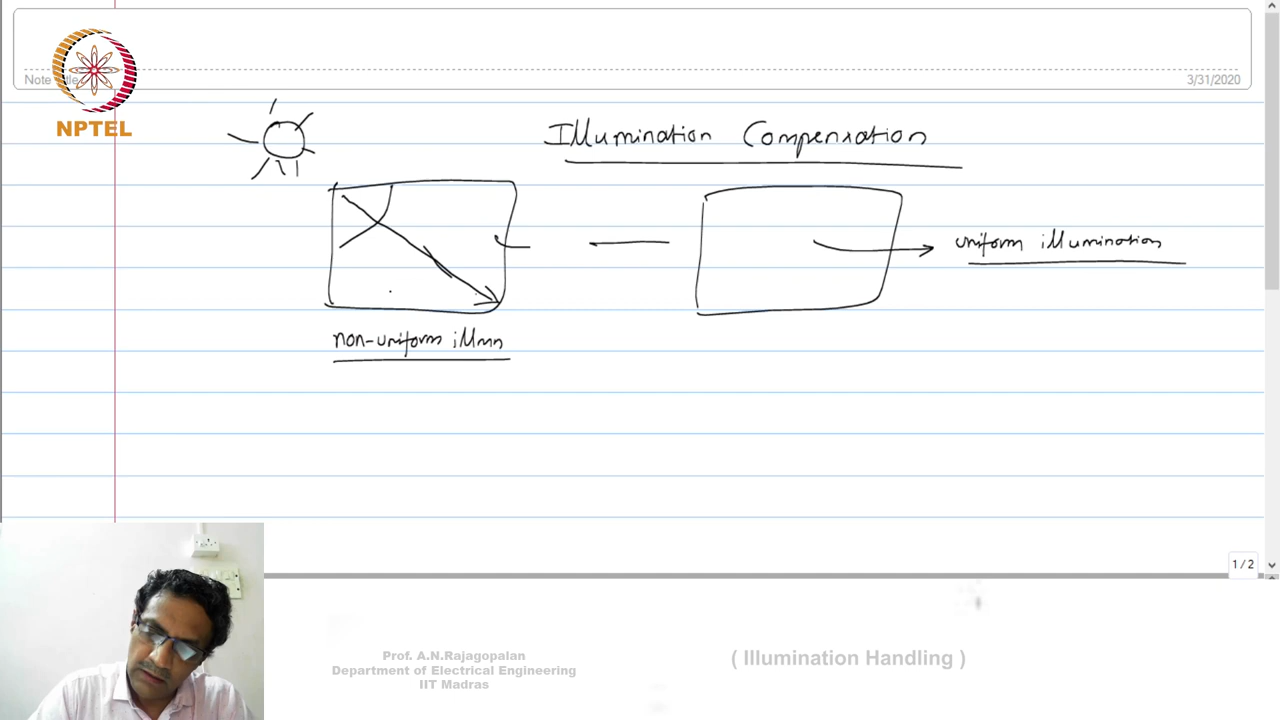 Note Title
3/31/2020
NPTEL
Illumination Compensation
uniform illumination
non-uniform illmn
1 / 2
Prof. A.N.Rajagopalan
Department of Electrical Engineering
IIT Madras
( Illumination Handling )